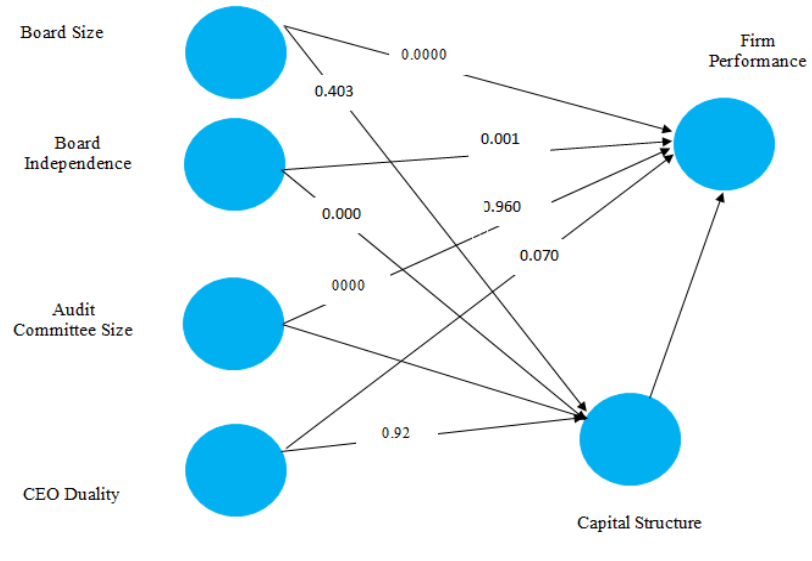 Board Size
Firm
Performance
0.0000
0.403
Board
Independence
0.001
0.000
0.960
0.070
0000
Audit
Committee Size
0.92
CEO Duality
Capital Structure